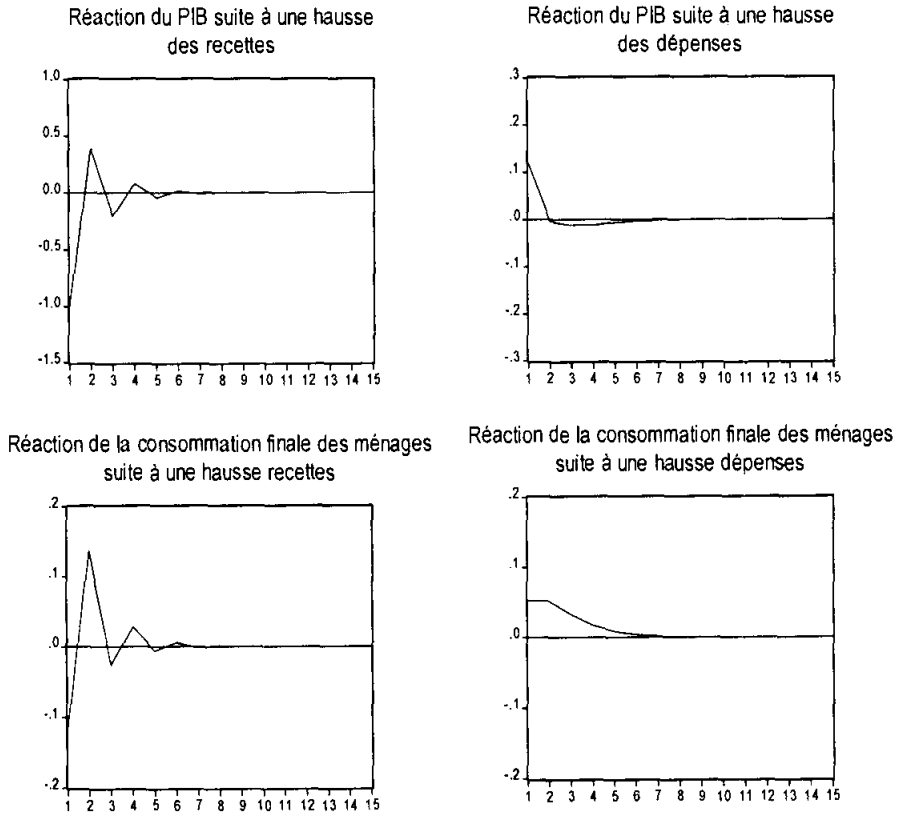 Réaction du PIB suite à une hausse
des recettes
1.0
0.5
0.0
-0.5
-1.0
-1.5
1 2 3 4 5 6 7 8 9 10 11 12 13 14 15
Réaction du PIB suite à une hausse
des dépenses
.3
.2
.1
.0
-.1
-.2
-.3
1 2 3 4 5 6 7 8 9 10 11 12 13 14 15
Réaction de la consommation finale des ménages
suite à une hausse recettes
.2
.1
.0
-.1
-.2
1 2 3 4 5 6 7 8 9 10 11 12 13 14 15
Réaction de la consommation finale des ménages
suite à une hausse dépenses
.2
.1
.0
-.1
-.2
1 2 3 4 5 6 7 8 9 10 11 12 13 14 15